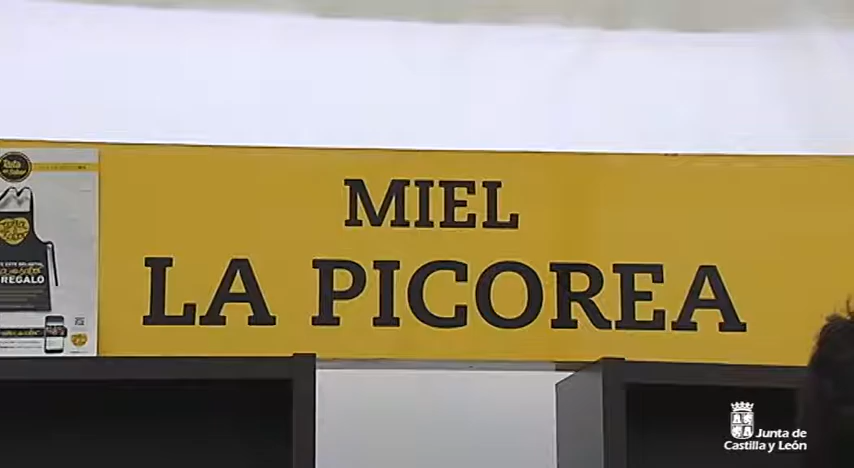 MIEL
LA PICOREA
REGALO
Junta de
Castilla y León